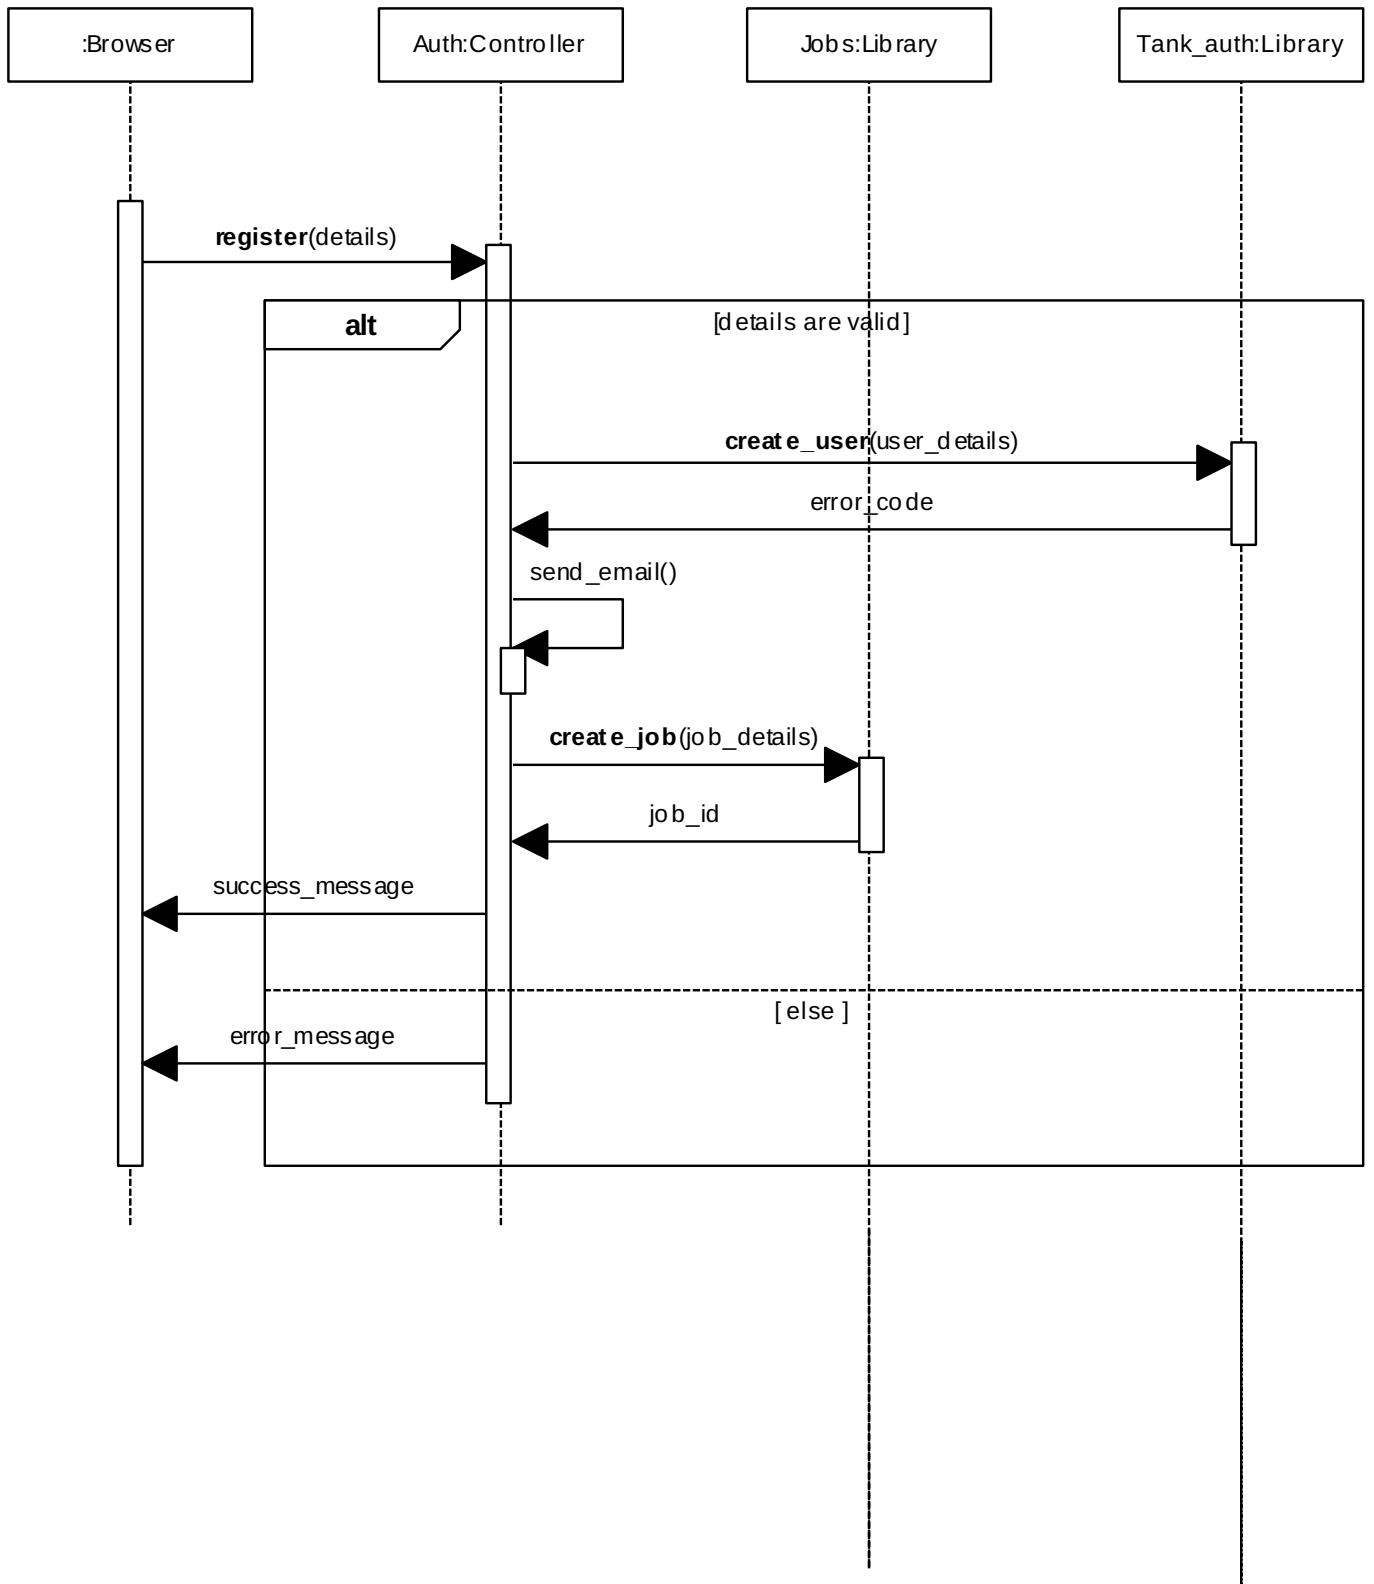 :Browser
Auth:Controller
Jobs:Library
Tank_auth:Library
register(details)
alt
[details are valid]
create_user(user_details)
error_code
send_email()
create_job(job_details)
job_id
success_message
[ else ]
error_message